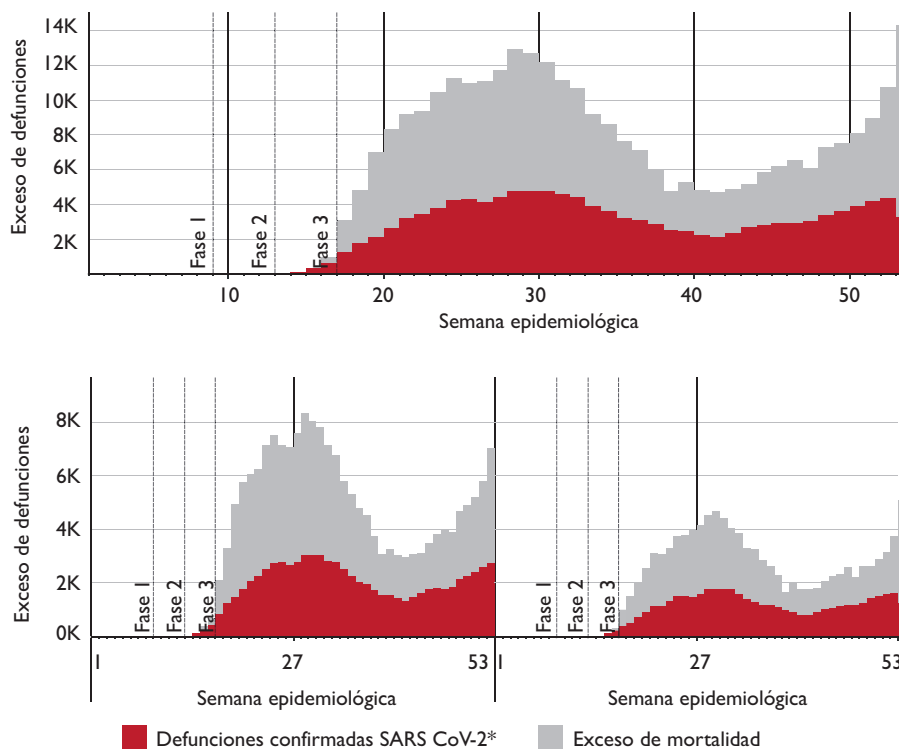 Exceso de defunciones
14K
12K
10K
8K
6K
4K
2K
Fase 1
Fase 2
Fase 3
10
20
30
40
50
Semana epidemiológica
Exceso de defunciones
8K
6K
4K
2K
0K
Fase 1
Fase 2
Fase 3
Fase 1
Fase 2
Fase 3
1
27
53
1
27
53
Semana epidemiológica
Semana epidemiológica
Defunciones confirmadas SARS CoV-2*
Exceso de mortalidad